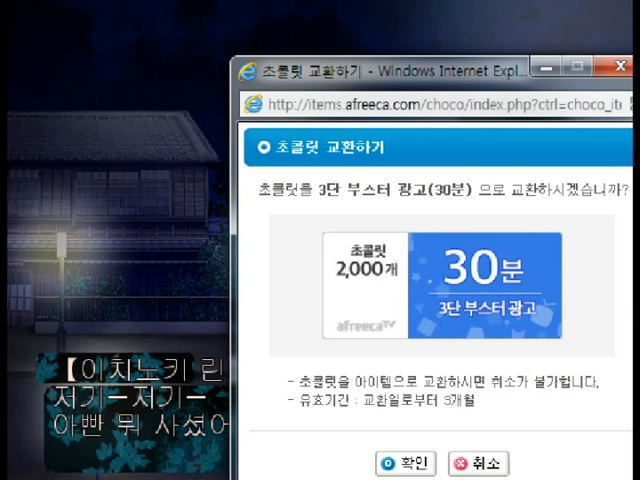 초콜릿 교환하기 - Windows Internet Expl...
http://items.afreeca.com/choco/index.php?ctrl=choco_it
초콜릿 교환하기
초콜릿을 3단 부스터 광고(30분) 으로 교환하시겠습니까?
초콜릿
2,000개
afreecaTV
30분
3단 부스터 광고
- 초콜릿을 아이템으로 교환하시면 취소가 불가합니다.
- 유효기간 : 교환일로부터 3개월
확인
취소
【이치노키 린
저기-저기-
아빤 뭐 사셨어